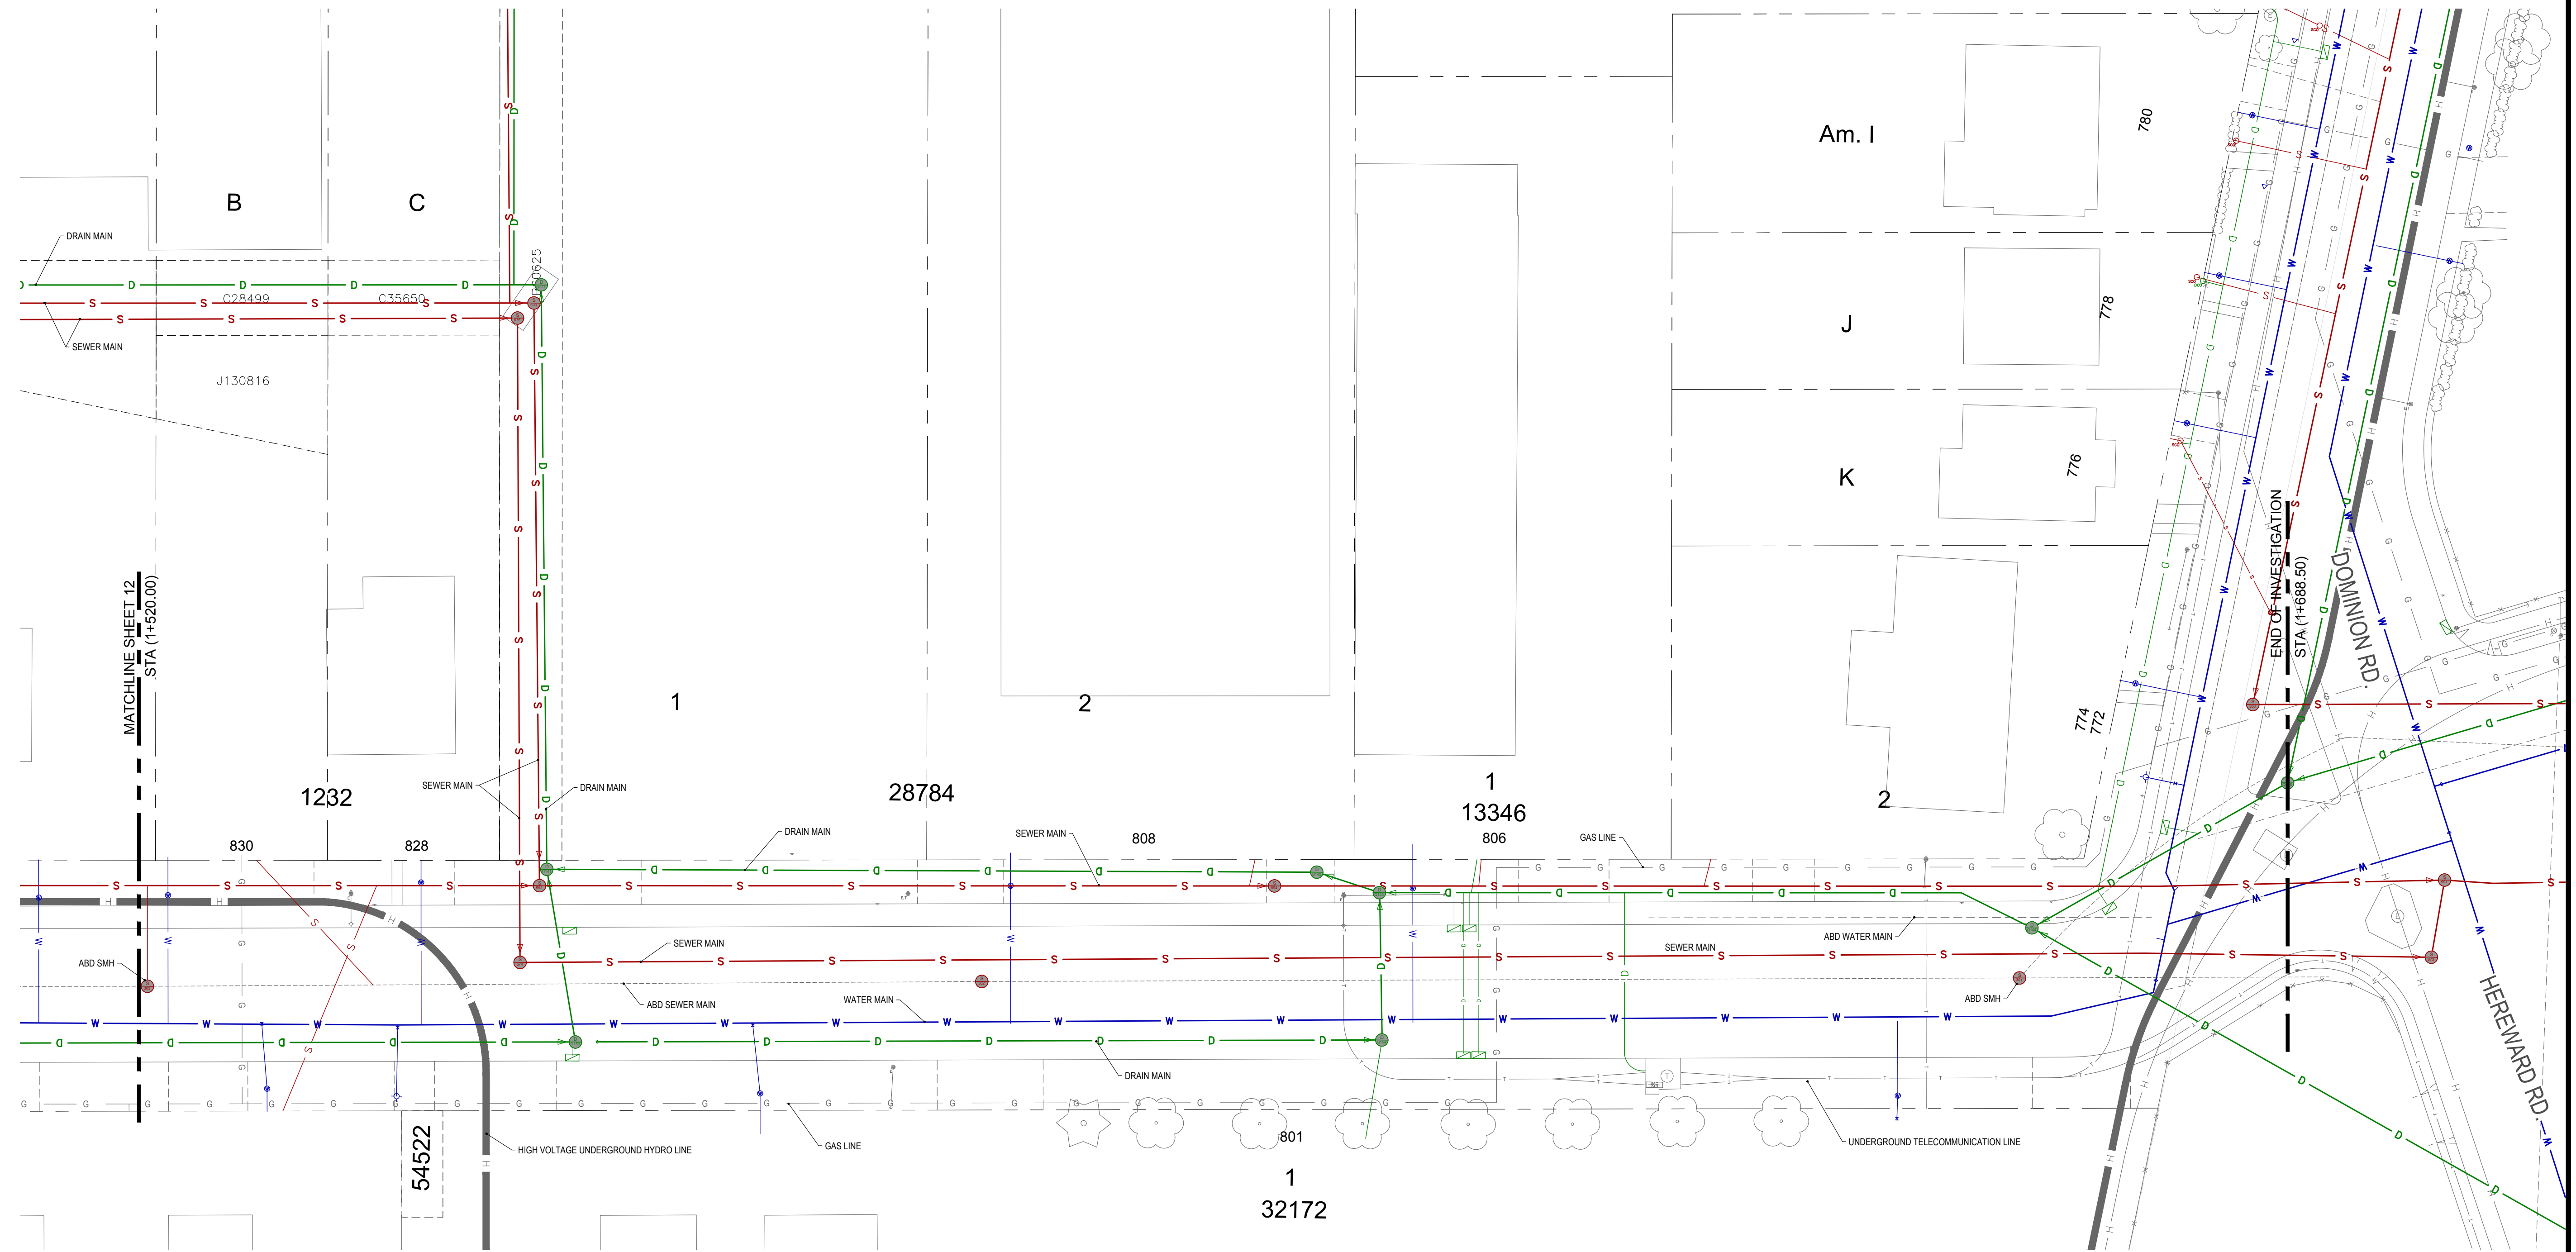 Am. I
780
B
C
DRAIN MAIN
C28499
C35650
SEWER MAIN
J130816
J
778
K
776
MATCHLINE SHEET 12
STA (1+520.00)
END OF INVESTIGATION
STA (1+688.50)
DOMINION RD.
1
2
774
772
SEWER MAIN
DRAIN MAIN
1232
28784
1
13346
2
830
828
DRAIN MAIN
SEWER MAIN
808
806
GAS LINE
ABD SMH
SEWER MAIN
ABD SEWER MAIN
WATER MAIN
SEWER MAIN
ABD WATER MAIN
ABD SMH
HEREWARD RD.
DRAIN MAIN
54522
HIGH VOLTAGE UNDERGROUND HYDRO LINE
GAS LINE
801
UNDERGROUND TELECOMMUNICATION LINE
1
32172